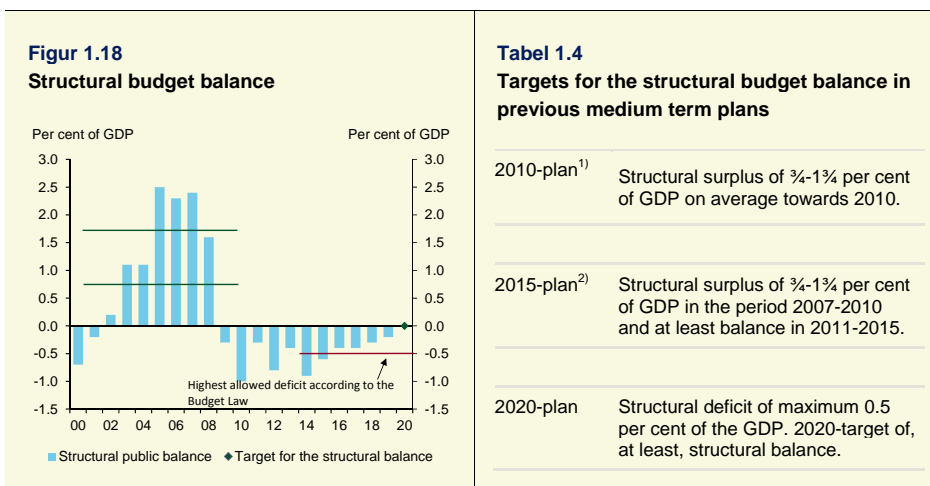 Figur 1.18
Structural budget balance
Per cent of GDP
Per cent of GDP
3.0
2.5
2.0
1.5
1.0
0.5
0.0
-0.5
-1.0
-1.5
3.0
2.5
2.0
1.5
1.0
0.5
0.0
-0.5
-1.0
-1.5
Highest allowed deficit according to the
Budget Law
00 02 04 06 08 10 12 14 16 18 20
Structural public balance
Target for the structural balance
Tabel 1.4
Targets for the structural budget balance in
previous medium term plans
2010-plan1)
Structural surplus of ¾-1¾ per cent
of GDP on average towards 2010.
2015-plan2)
Structural surplus of ¾-1¾ per cent
of GDP in the period 2007-2010
and at least balance in 2011-2015.
2020-plan
Structural deficit of maximum 0.5
per cent of the GDP. 2020-target of,
at least, structural balance.